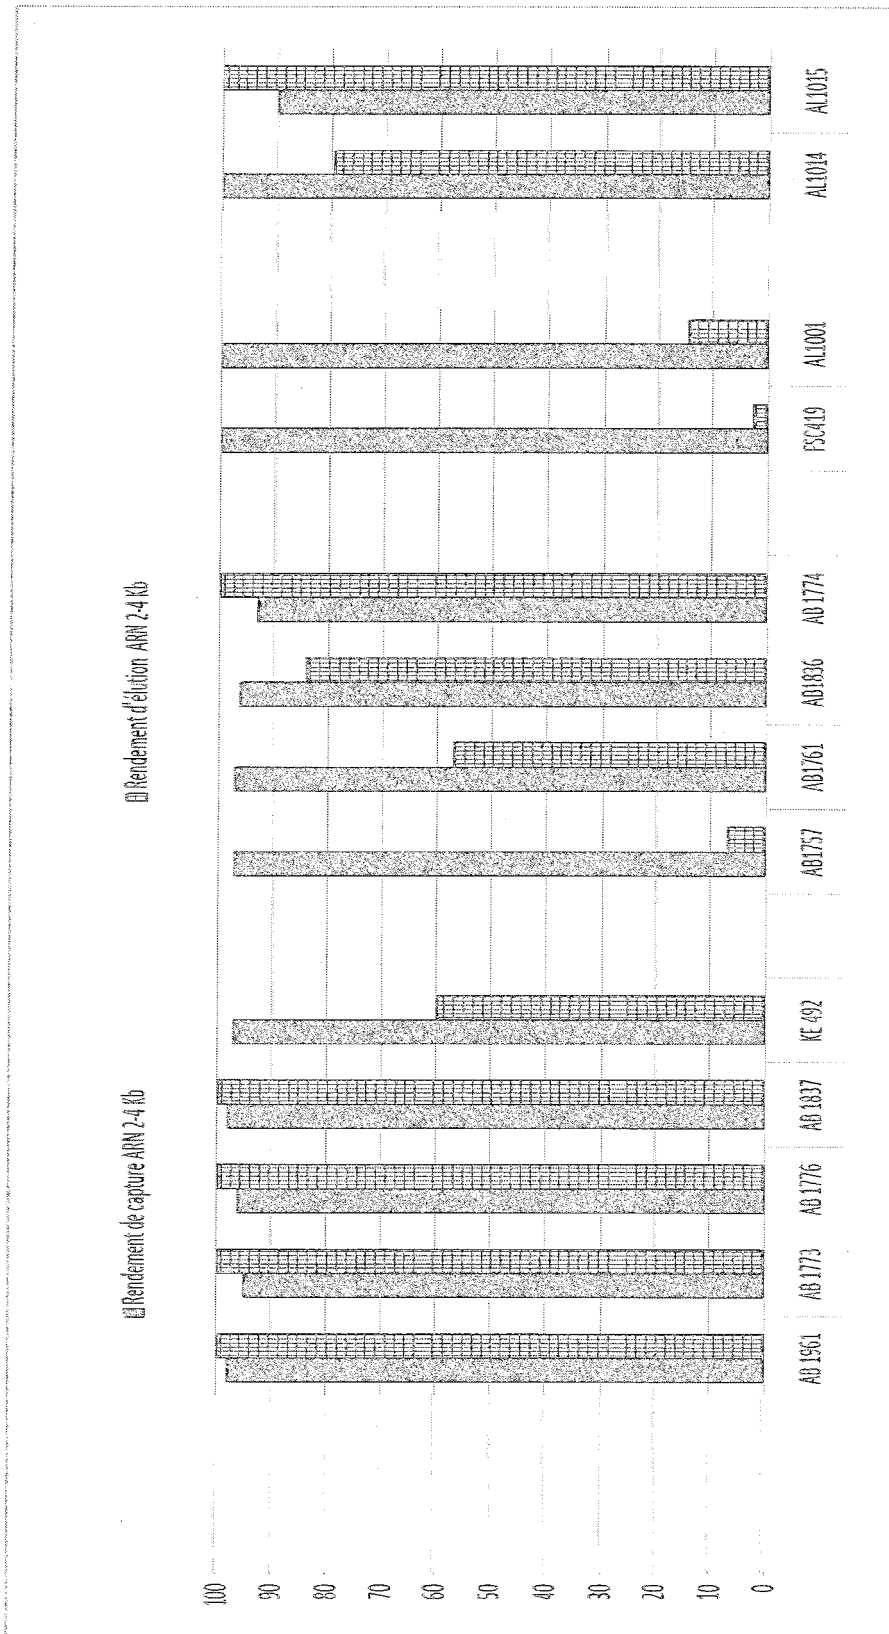 Rendement de capture ARN 2-4 Kb
Rendement d'élution ARN 2-4 Kb
100
90
80
70
60
50
40
30
20
10
0
AB 1961
AB 1773
AB 1776
AB 1837
KE 492
AB1757
AB1761
AB1836
AB 1774
FSC419
AL1001
AL1014
AL1015